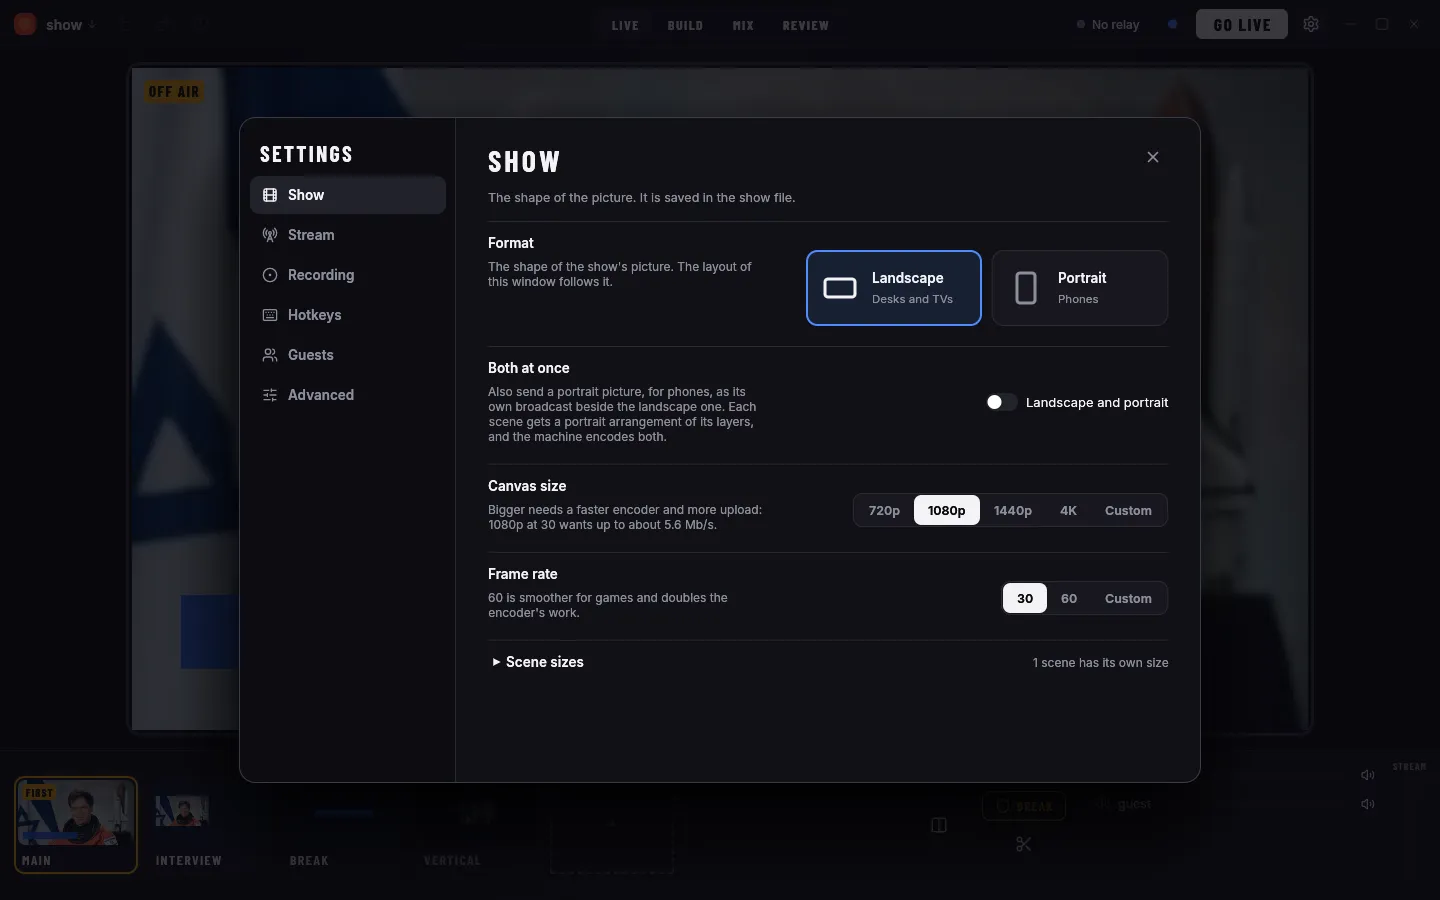 show
LIVE
BUILD
MIX
REVIEW
No relay
GO LIVE
OFF AIR
SETTINGS
Show
Stream
Recording
Hotkeys
Guests
Advanced
SHOW
The shape of the picture. It is saved in the show file.
Format
The shape of the show's picture. The layout of
this window follows it.
Landscape
Desks and TVs
Portrait
Phones
Both at once
Also send a portrait picture, for phones, as its
own broadcast beside the landscape one. Each
scene gets a portrait arrangement of its layers,
and the machine encodes both.
Landscape and portrait
Canvas size
Bigger needs a faster encoder and more upload:
1080p at 30 wants up to about 5.6 Mb/s.
720p
1080p
1440p
4K
Custom
Frame rate
60 is smoother for games and doubles the
encoder's work.
30
60
Custom
Scene sizes
1 scene has its own size
FIRST
MAIN
INTERVIEW
BREAK
VERTICAL
BREAK
guest
STREAM